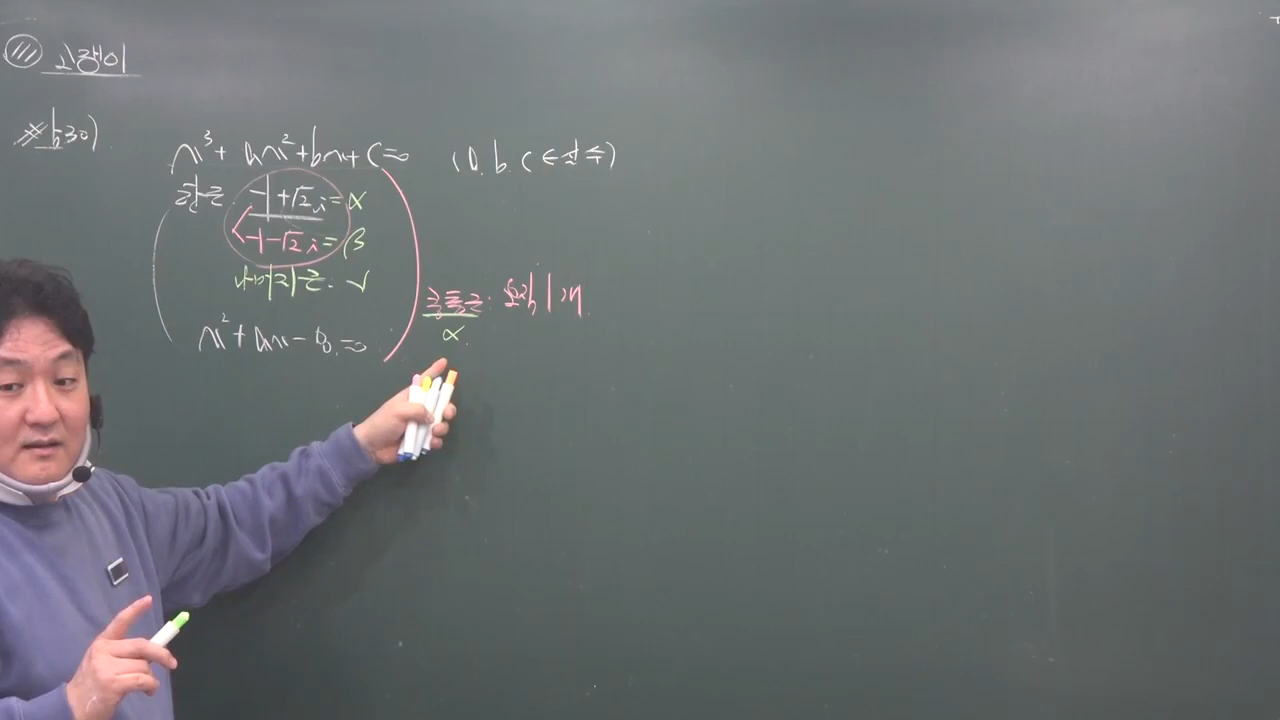 고쟁이
30)
x³ + ax² + bx + c = 0 (a, b, c ∈ 실수)
한근 -1+√2i = α
-1-√2i = β
나머지 근. γ
공통근: 오직 1개
α
x² + ax - b = 0